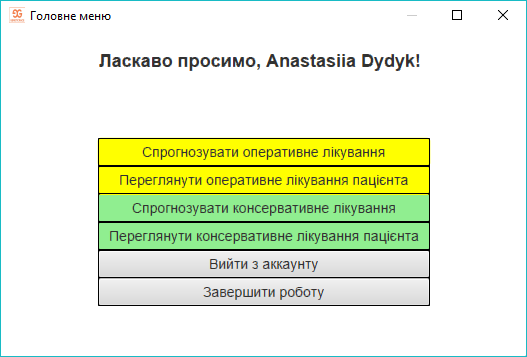 Головне меню
Ласкаво просимо, Anastasiia Dydyk!
Спрогнозувати оперативне лікування
Переглянути оперативне лікування пацієнта
Спрогнозувати консервативне лікування
Переглянути консервативне лікування пацієнта
Вийти з аккаунту
Завершити роботу